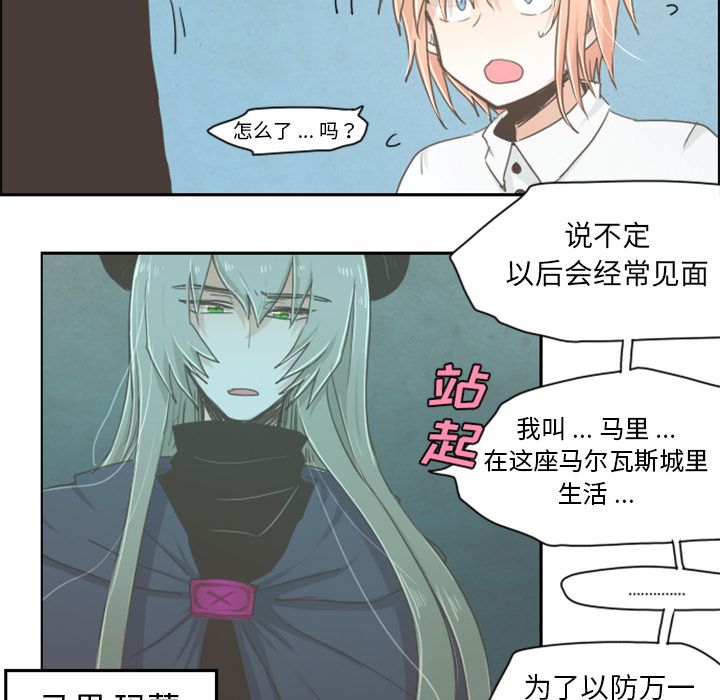 怎么了 ... 吗？
说不定
以后会经常见面
站
起
我叫 ... 马里 ...
在这座马尔瓦斯城里
生活 ...
...............
为了以防万一